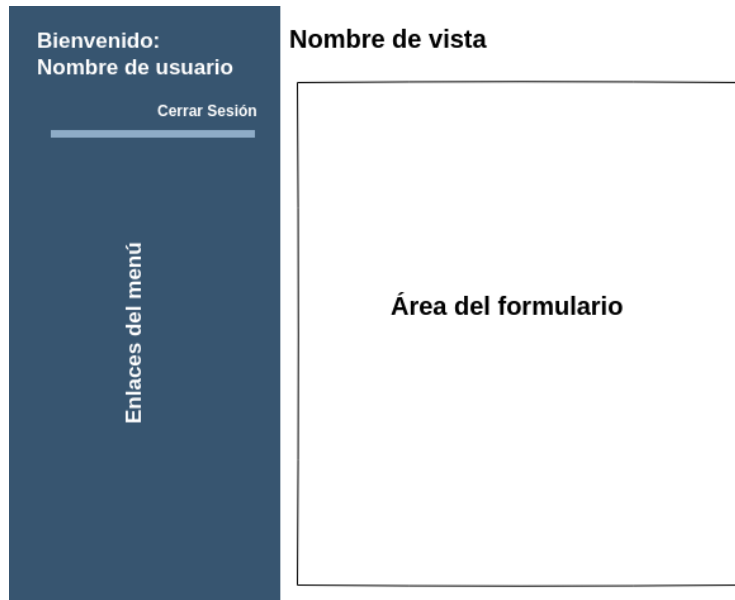 Bienvenido:
Nombre de usuario
Cerrar Sesión
Enlaces del menú
Nombre de vista
Área del formulario